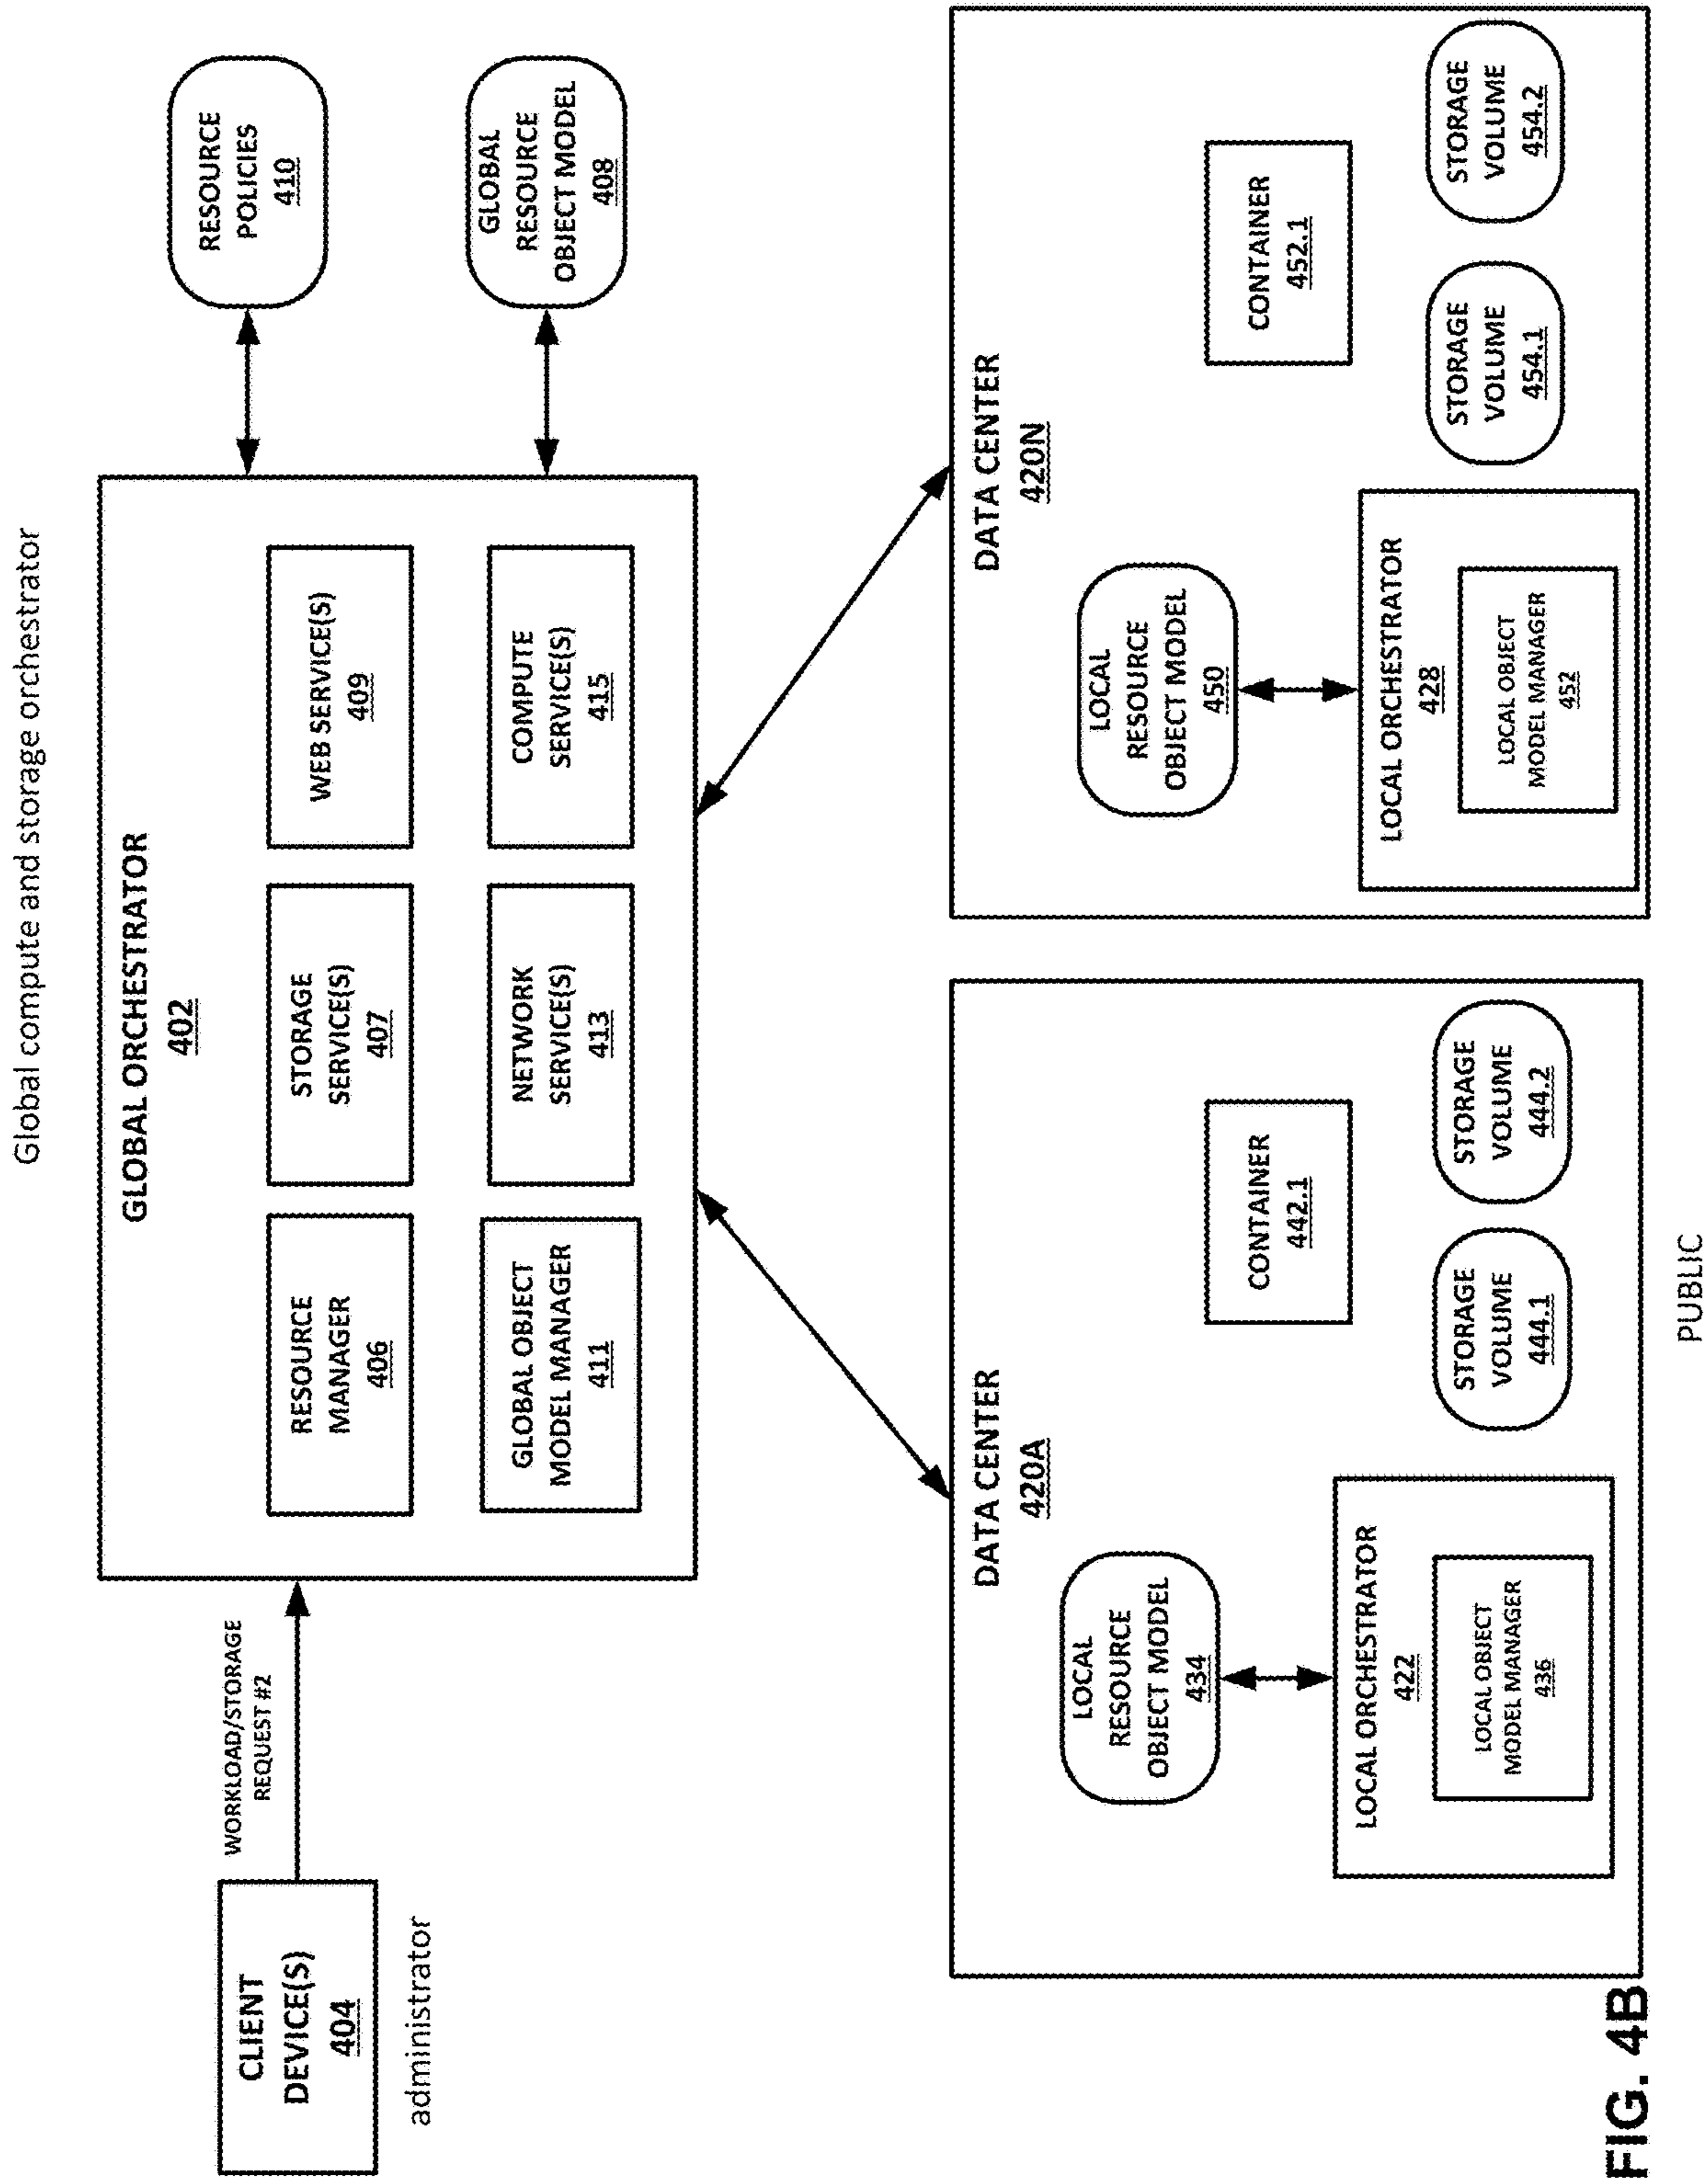 Global compute and storage orchestrator
CLIENT
DEVICE(S)
404
administrator
WORKLOAD/STORAGE
REQUEST #2
GLOBAL ORCHESTRATOR
402
RESOURCE
MANAGER
406
STORAGE
SERVICE(S)
407
WEB SERVICE(S)
409
GLOBAL OBJECT
MODEL MANAGER
411
NETWORK
SERVICE(S)
413
COMPUTE
SERVICE(S)
415
RESOURCE
POLICIES
410
GLOBAL
RESOURCE
OBJECT MODEL
408
DATA CENTER
420A
LOCAL
RESOURCE
OBJECT MODEL
434
LOCAL ORCHESTRATOR
422
LOCAL OBJECT
MODEL MANAGER
436
CONTAINER
442.1
STORAGE
VOLUME
444.1
STORAGE
VOLUME
444.2
DATA CENTER
420N
LOCAL
RESOURCE
OBJECT MODEL
450
LOCAL ORCHESTRATOR
428
LOCAL OBJECT
MODEL MANAGER
452
CONTAINER
452.1
STORAGE
VOLUME
454.1
STORAGE
VOLUME
454.2
FIG. 4B
PUBLIC